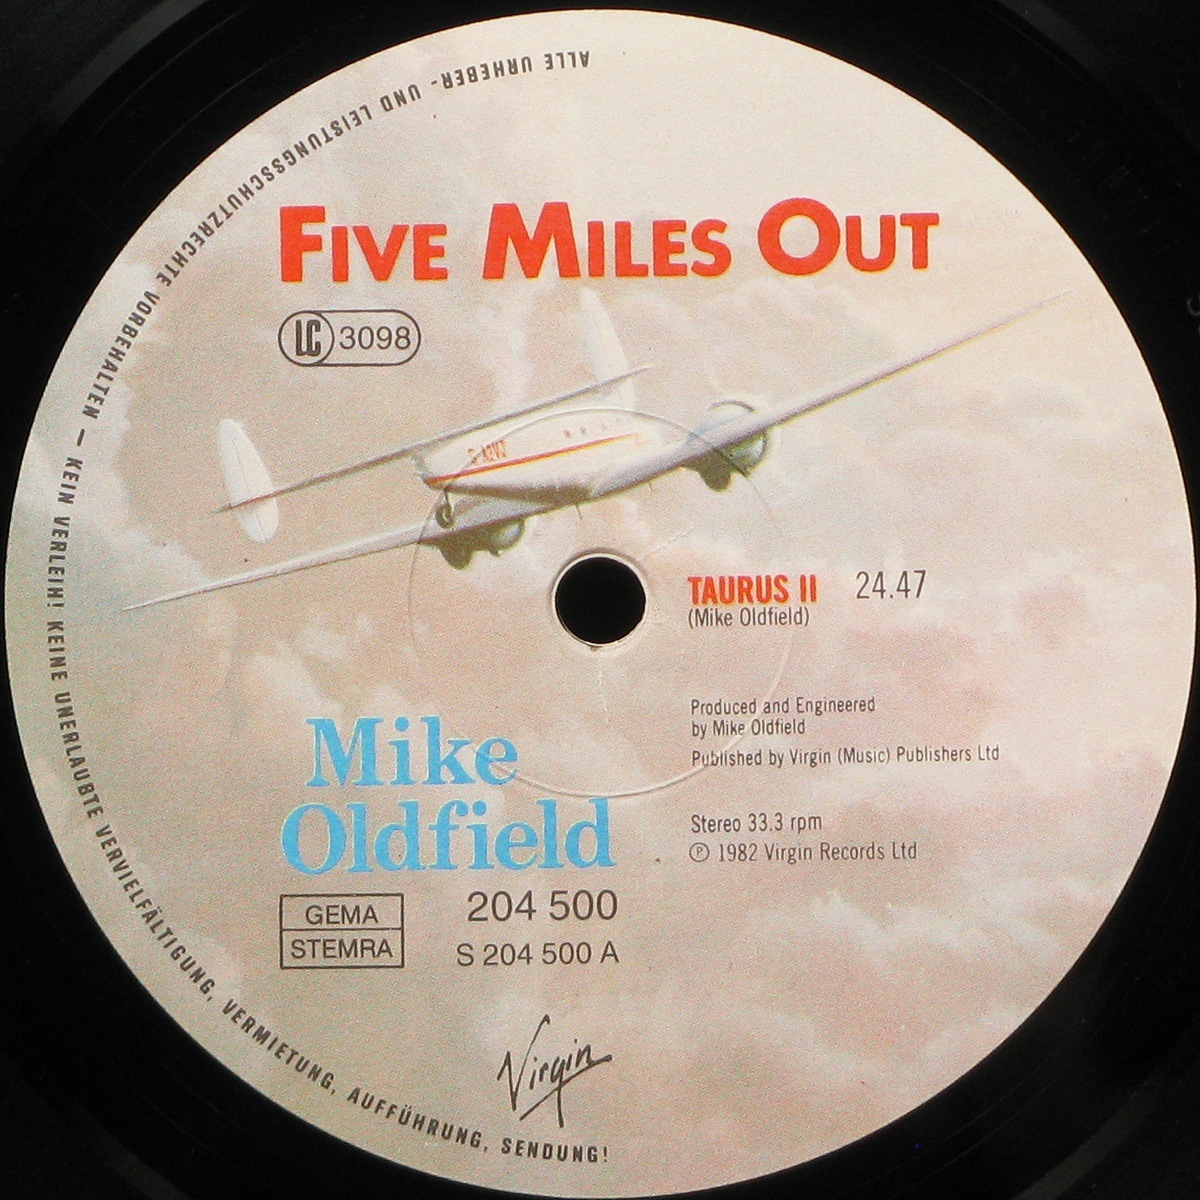 ALLE URHEBER- UND LEISTUNGSSCHUTZRECHTE VORBEHALTEN – KEIN VERLEIH! KEINE UNERLAUBTE VERVIELFÄLTIGUNG, VERMIETUNG, AUFFÜHRUNG, SENDUNG!
FIVE MILES OUT
LC 3098
TAURUS II 24.47
(Mike Oldfield)
Produced and Engineered
by Mike Oldfield
Published by Virgin (Music) Publishers Ltd
Mike
Oldfield
Stereo 33.3 rpm
℗ 1982 Virgin Records Ltd
GEMA
STEMRA
204 500
S 204 500 A
Virgin